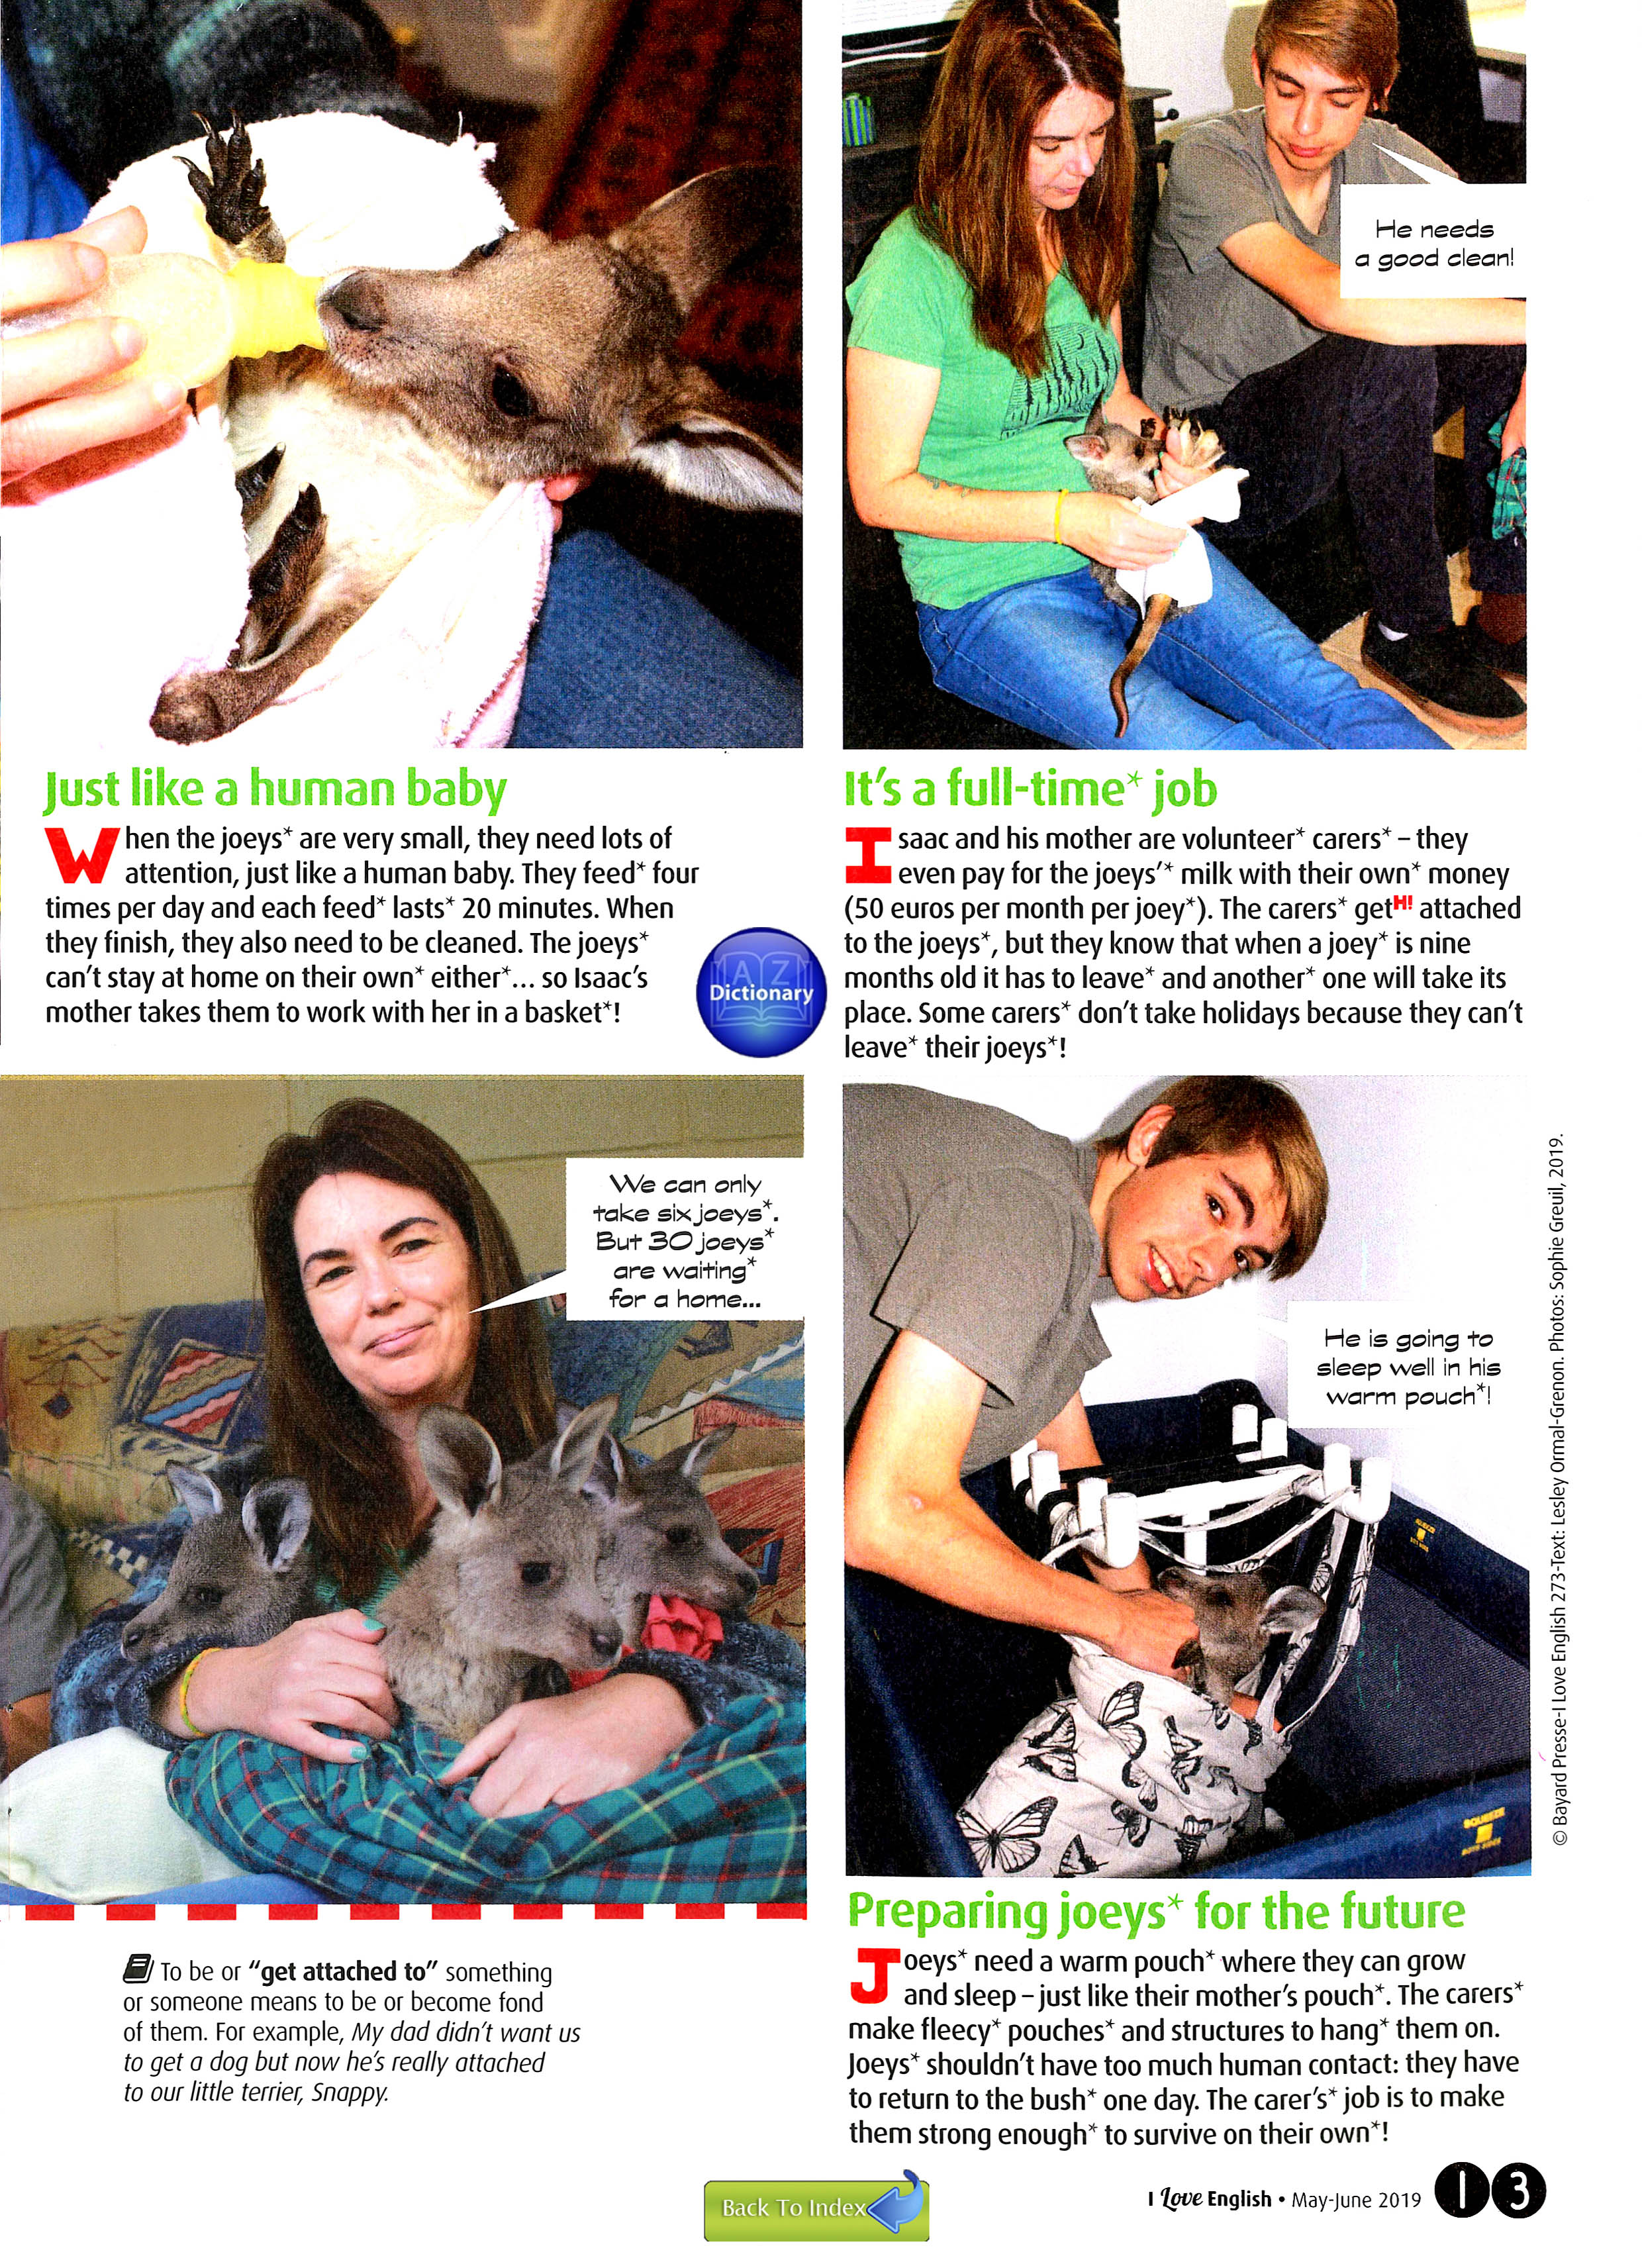 He needs
a good clean!
Just like a human baby
When the joeys* are very small, they need lots of
attention, just like a human baby. They feed* four
times per day and each feed* lasts* 20 minutes. When
they finish, they also need to be cleaned. The joeys*
can't stay at home on their own* either*... so Isaac's
mother takes them to work with her in a basket*!
A Z
Dictionary
It's a full-time* job
Isaac and his mother are volunteer* carers* – they
even pay for the joeys'* milk with their own* money
(50 euros per month per joey*). The carers* getH! attached
to the joeys*, but they know that when a joey* is nine
months old it has to leave* and another* one will take its
place. Some carers* don't take holidays because they can't
leave* their joeys*!
We can only
take six joeys*.
But 30 joeys*
are waiting*
for a home...
He is going to
sleep well in his
warm pouch*!
SQUEEZE
BOTH SIDES
© Bayard Presse-I Love English 273-Text: Lesley Ormal-Grenon. Photos: Sophie Greuil, 2019.
To be or "get attached to" something
or someone means to be or become fond
of them. For example, My dad didn't want us
to get a dog but now he's really attached
to our little terrier, Snappy.
Preparing joeys* for the future
Joeys* need a warm pouch* where they can grow
and sleep – just like their mother's pouch*. The carers*
make fleecy* pouches* and structures to hang* them on.
Joeys* shouldn't have too much human contact: they have
to return to the bush* one day. The carer's* job is to make
them strong enough* to survive on their own*!
Back To Index
I Love English • May-June 2019 13